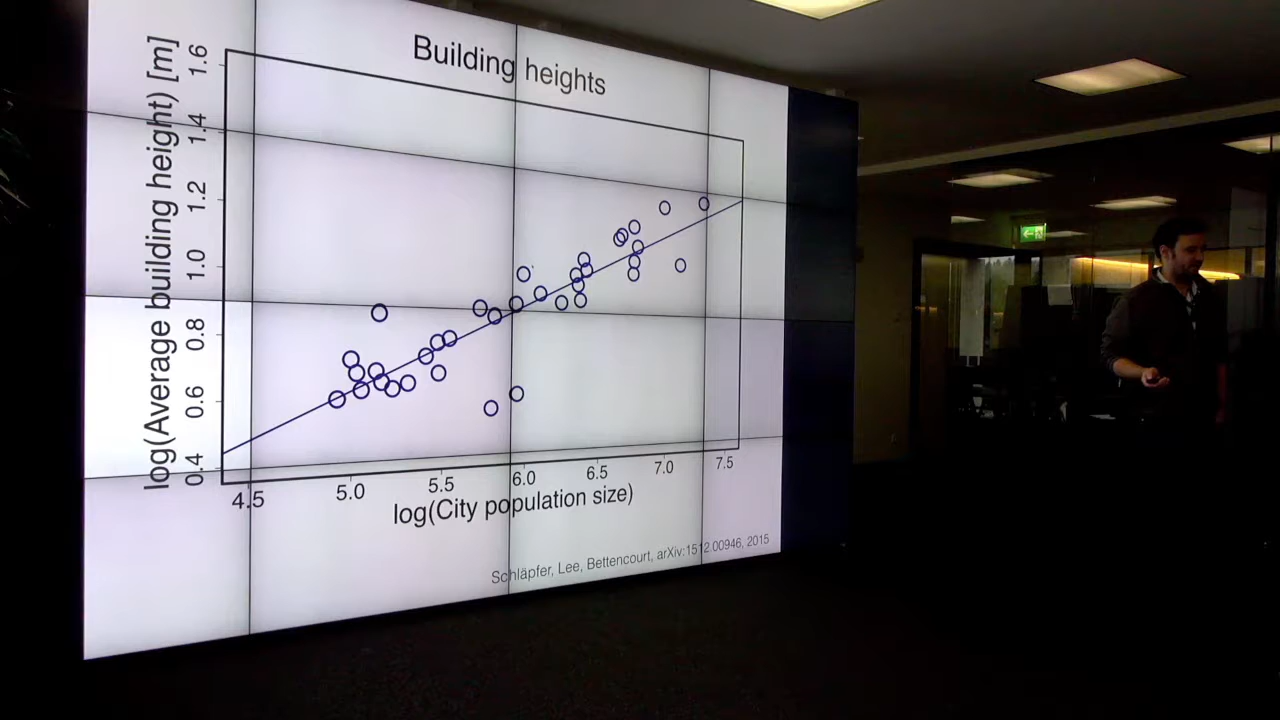 Building heights
log(Average building height) [m]
1.6
1.4
1.2
1.0
0.8
0.6
0.4
4.5 5.0 5.5 6.0 6.5 7.0 7.5
log(City population size)
Schläpfer, Lee, Bettencourt, arXiv:1512.00946, 2015